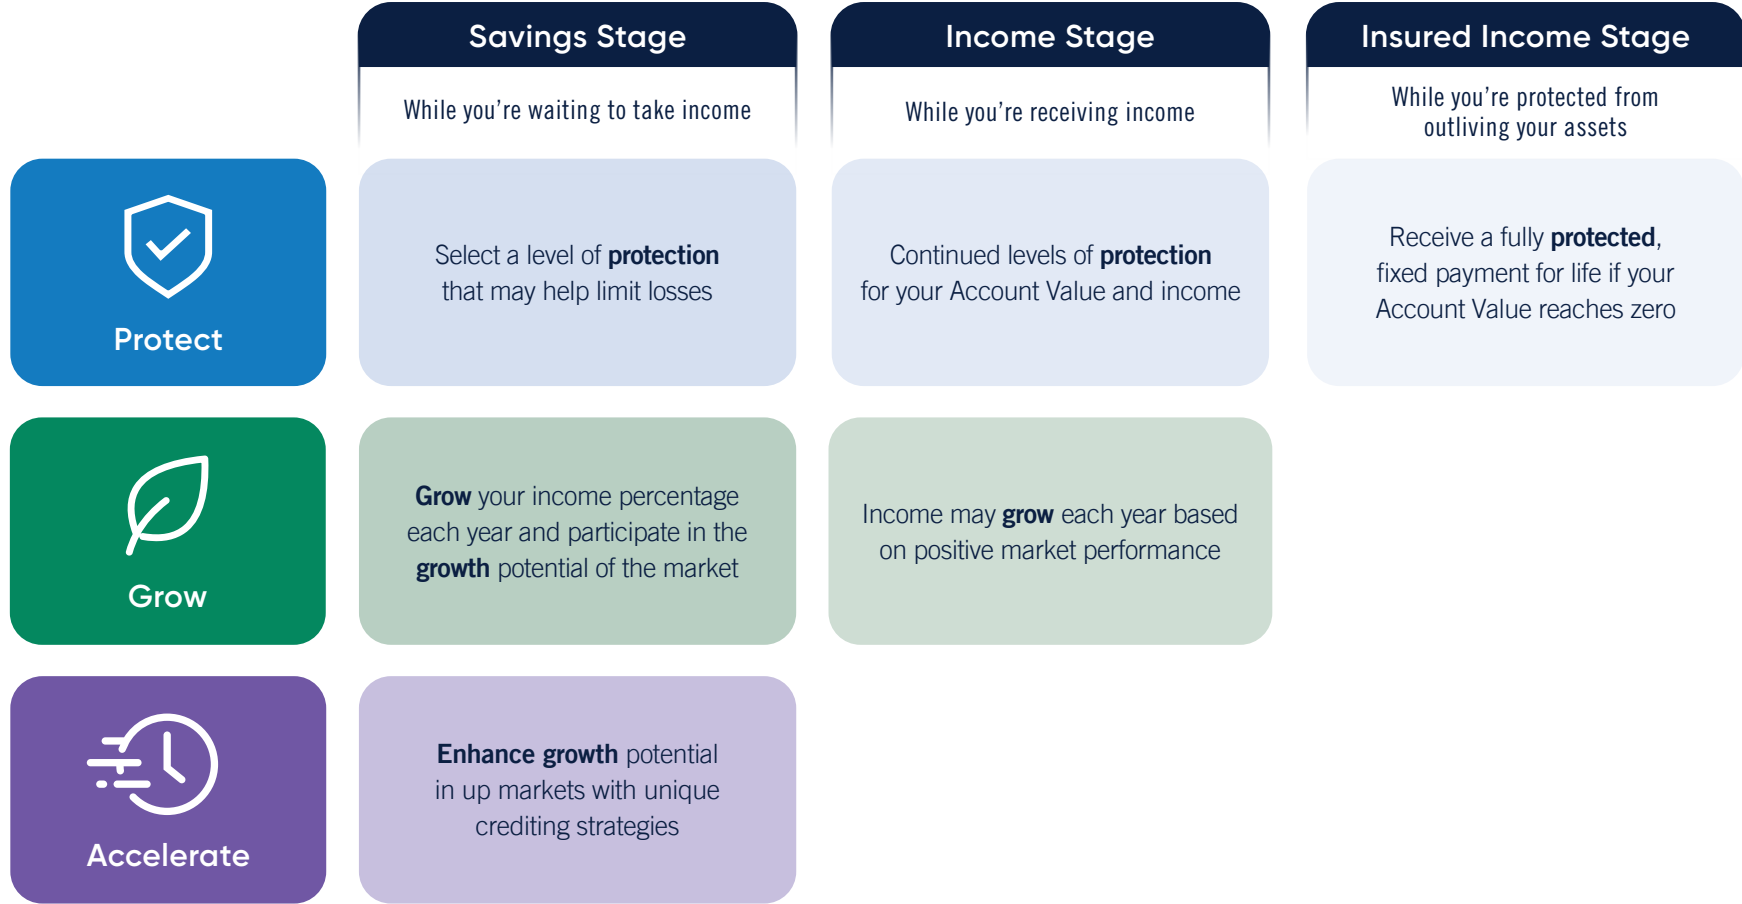 Savings Stage
Income Stage
Insured Income Stage
While you’re waiting to take income
While you’re receiving income
While you’re protected from
outliving your assets
Protect
Select a level of protection
that may help limit losses
Continued levels of protection
for your Account Value and income
Receive a fully protected,
fixed payment for life if your
Account Value reaches zero
Grow
Grow your income percentage
each year and participate in the
growth potential of the market
Income may grow each year based
on positive market performance
Accelerate
Enhance growth potential
in up markets with unique
crediting strategies